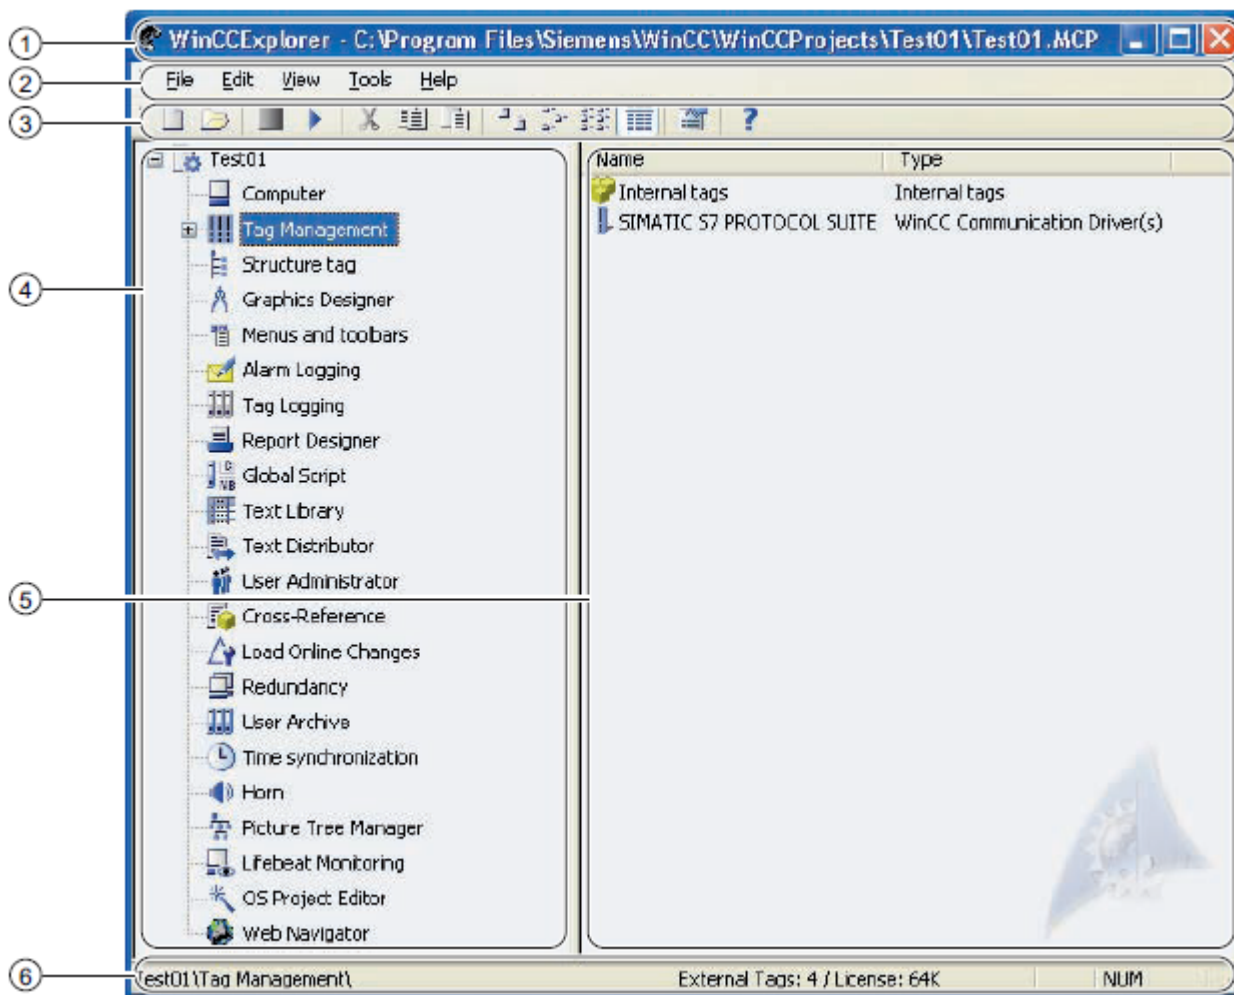 1
WinCCExplorer - C:\Program Files\Siemens\WinCC\WinCCProjects\Test01\Test01.MCP
2
File Edit View Tools Help
3
Test01
Computer
Tag Management
Structure tag
Graphics Designer
Menus and toolbars
Alarm Logging
Tag Logging
Report Designer
Global Script
Text Library
Text Distributor
User Administrator
Cross-Reference
Load Online Changes
Redundancy
User Archive
Time synchronization
Horn
Picture Tree Manager
Lifebeat Monitoring
OS Project Editor
Web Navigator
4
Name Type
Internal tags Internal tags
SIMATIC S7 PROTOCOL SUITE WinCC Communication Driver(s)
5
6
Test01\Tag Management\ External Tags: 4 / License: 64K NUM